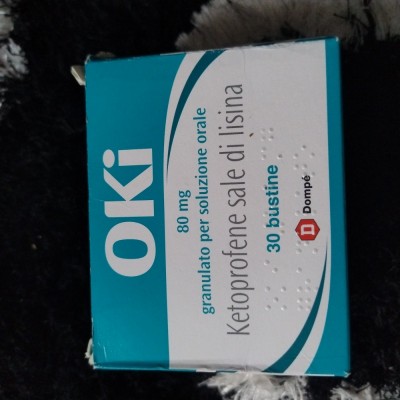 OKi
80 mg
granulato per soluzione orale
Ketoprofene sale di lisina
30 bustine
Dompé